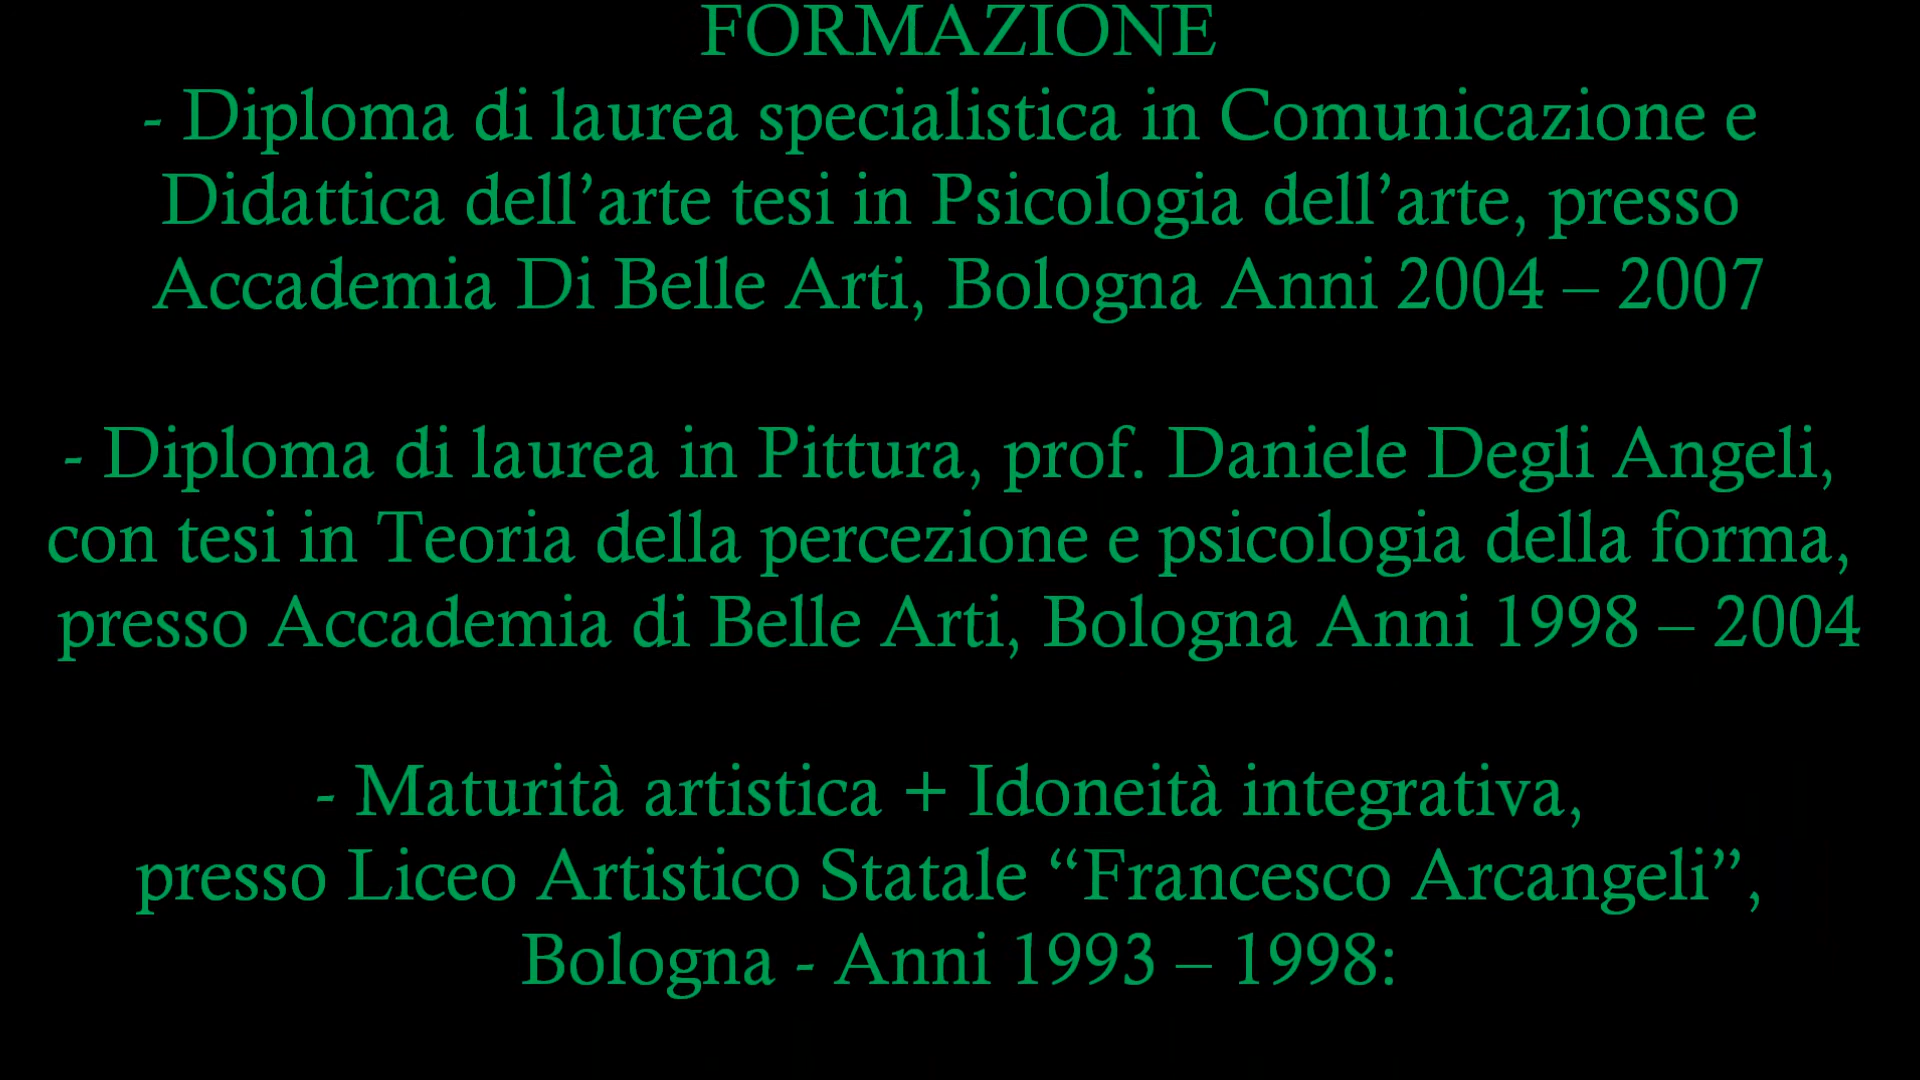 FORMAZIONE
- Diploma di laurea specialistica in Comunicazione e
Didattica dell’arte tesi in Psicologia dell’arte, presso
Accademia Di Belle Arti, Bologna Anni 2004 – 2007
- Diploma di laurea in Pittura, prof. Daniele Degli Angeli,
con tesi in Teoria della percezione e psicologia della forma,
presso Accademia di Belle Arti, Bologna Anni 1998 – 2004
- Maturità artistica + Idoneità integrativa,
presso Liceo Artistico Statale “Francesco Arcangeli”,
Bologna - Anni 1993 – 1998: